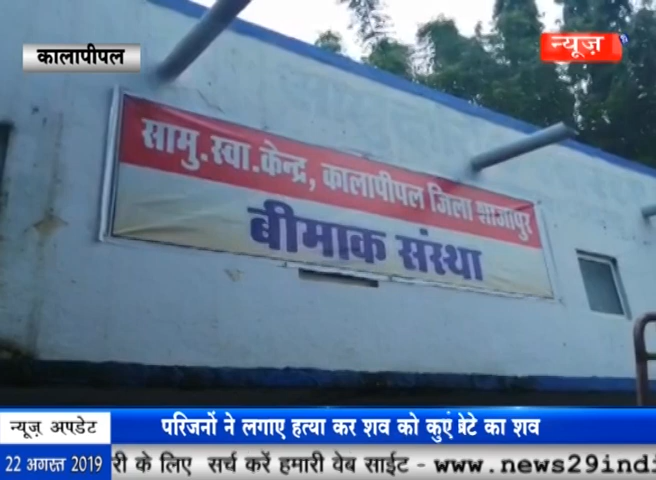 कालापीपल
न्यूज़
सामु.स्वा.केन्द्र, कालापीपल जिला शाजापुर
बीमाक संस्था
न्यूज़ अपडेट
परिजनों ने लगाए हत्या कर शव को कुएं
बेटे का शव
22 अगस्त 2019
री के लिए सर्च करें हमारी वेब साईट - www.news29indi